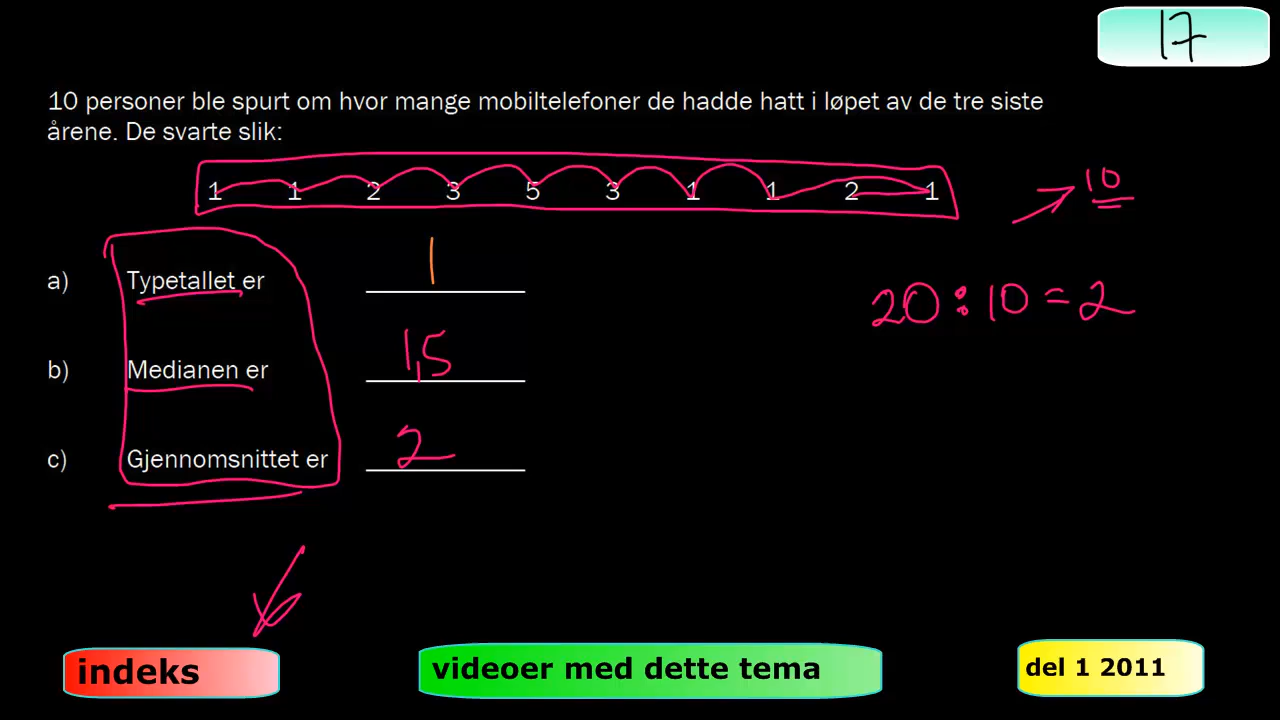 17
10 personer ble spurt om hvor mange mobiltelefoner de hadde hatt i løpet av de tre siste
årene. De svarte slik:
1 1 2 3 5 3 1 1 2 1
10
a) Typetallet er 1
20:10=2
b) Medianen er 1,5
c) Gjennomsnittet er 2
indeks
videoer med dette tema
del 1 2011